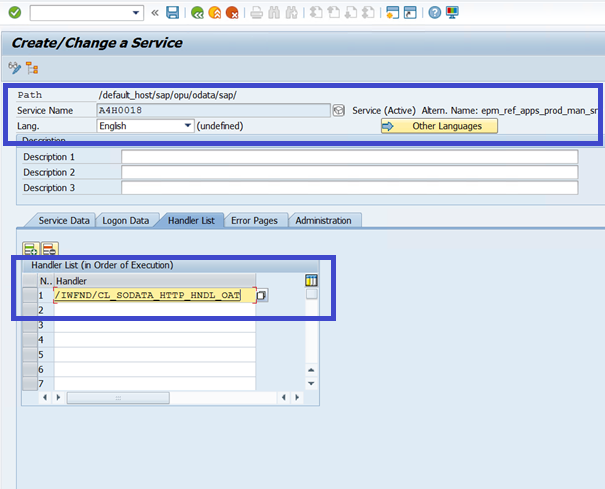 Create/Change a Service
Path /default_host/sap/opu/odata/sap/
Service Name A4H0018 Service (Active) Altern. Name: epm_ref_apps_prod_man_sr
Lang. English (undefined) Other Languages
Description
Description 1
Description 2
Description 3
Service Data Logon Data Handler List Error Pages Administration
Handler List (in Order of Execution)
N.. Handler
1 /IWFND/CL_SODATA_HTTP_HNDL_OAT
2
3
4
5
6
7